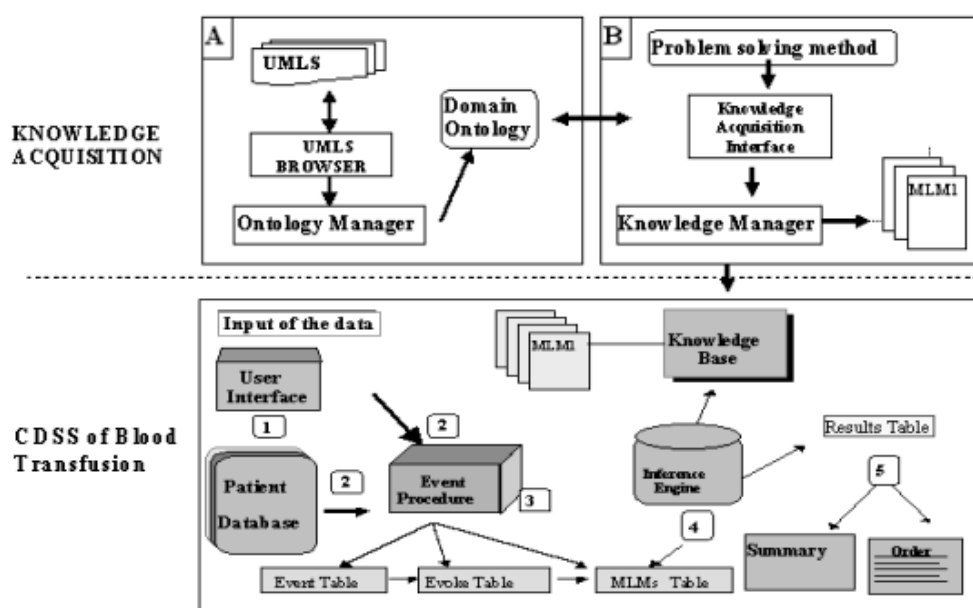 A
UMLS
UMLS
BROWSER
Ontology Manager
Domain
Ontology
B
Problem solving method
Knowledge
Acquisition
Interface
Knowledge Manager
MLM1
KNOWLEDGE
ACQUISITION
Input of the data
User
Interface
1
Patient
Database
2
2
Event
Procedure
3
Event Table
Evoke Table
MLMs Table
MLM1
Knowledge
Base
Inference
Engine
4
Results Table
5
Summary
Order
CDSS of Blood
Transfusion